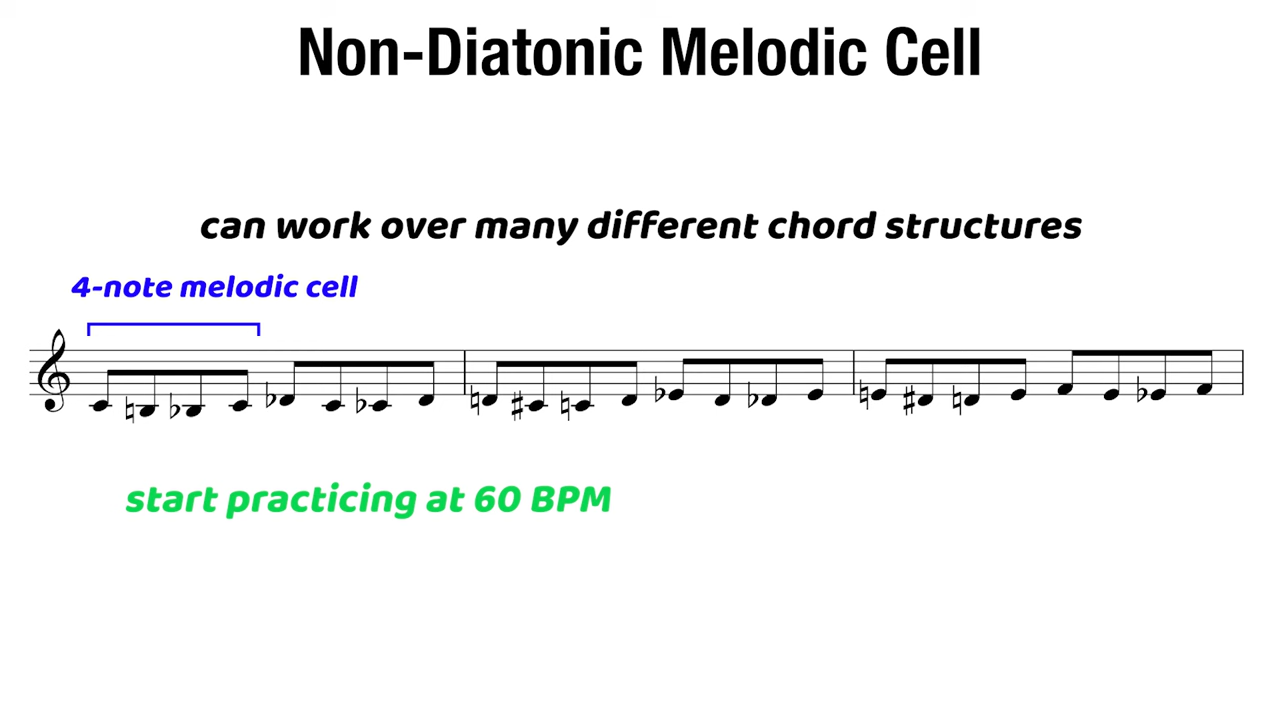 Non-Diatonic Melodic Cell
can work over many different chord structures
4-note melodic cell
start practicing at 60 BPM